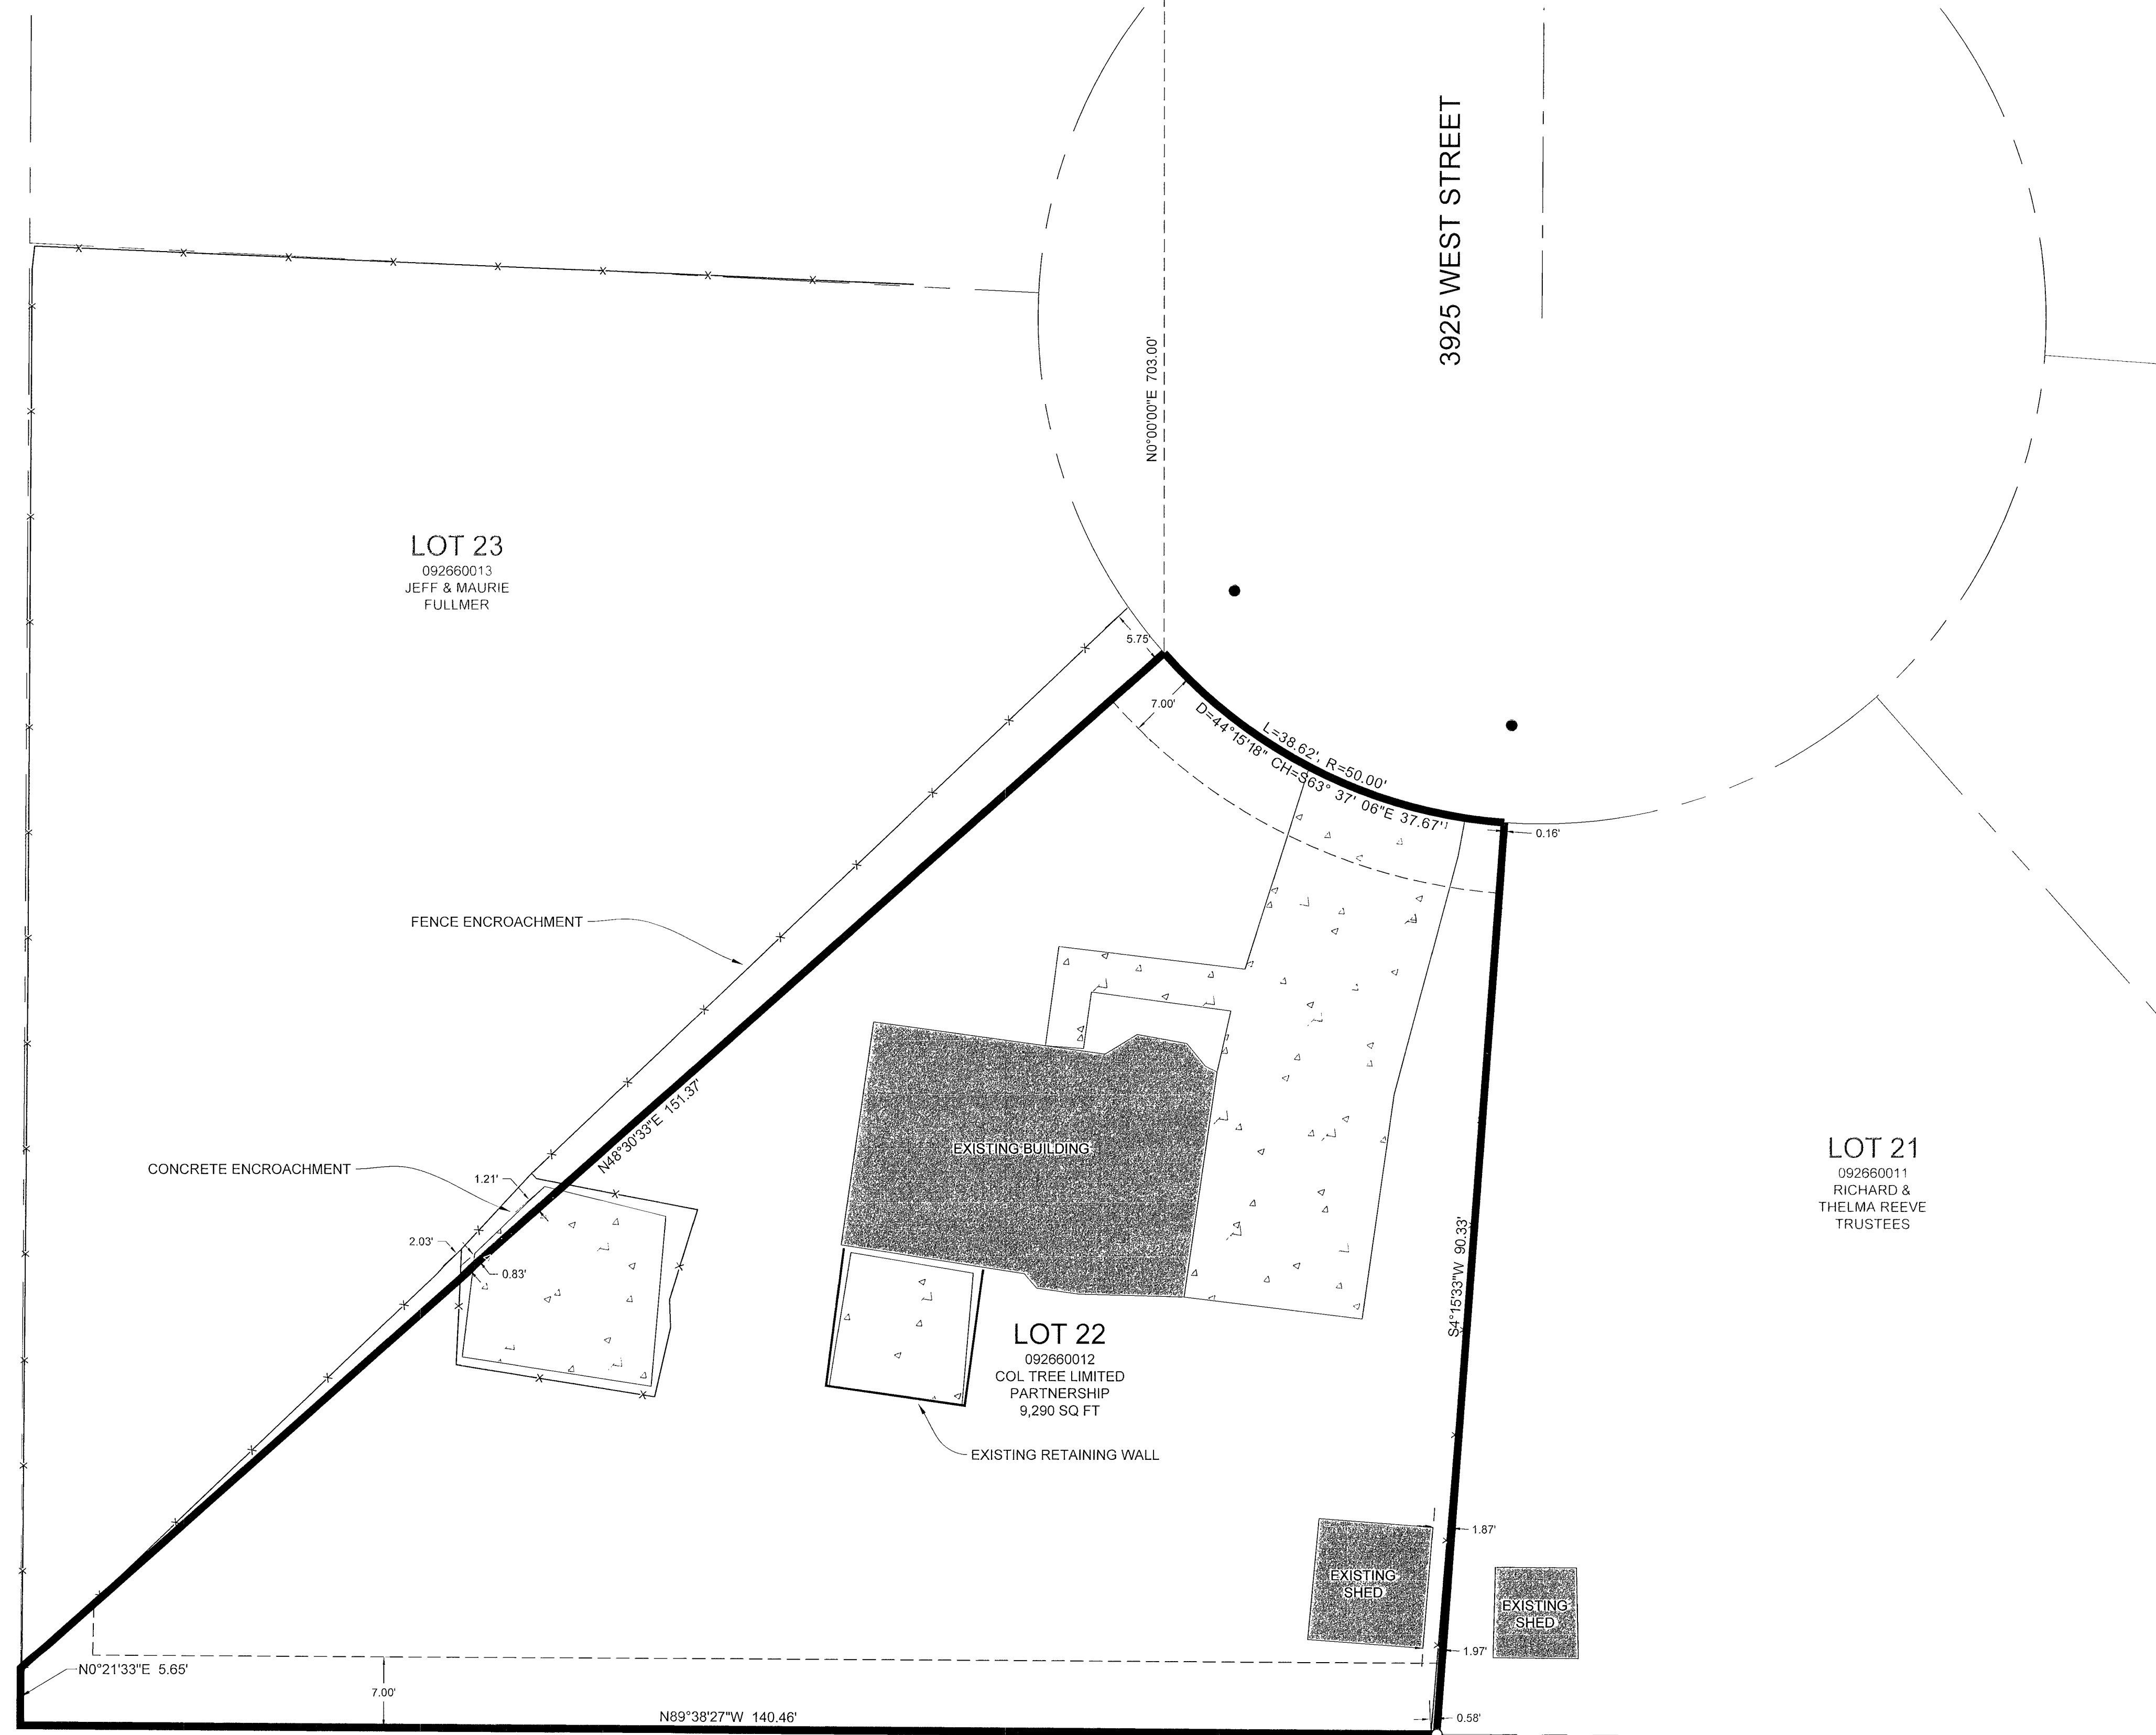 3925 WEST STREET
N0°00'00"E 703.00'
LOT 23
092660013
JEFF & MAURIE
FULLMER
5.75'
7.00'
L=38.62', R=50.00'
D=44°15'18" CH=S63° 37' 06"E 37.67'
0.16'
FENCE ENCROACHMENT
N48°30'33"E 151.37'
CONCRETE ENCROACHMENT
1.21'
2.03'
0.83'
EXISTING BUILDING
LOT 21
092660011
RICHARD &
THELMA REEVE
TRUSTEES
S4°15'33"W 90.33'
LOT 22
092660012
COL TREE LIMITED
PARTNERSHIP
9,290 SQ FT
EXISTING RETAINING WALL
1.87'
EXISTING
SHED
EXISTING
SHED
1.97'
N0°21'33"E 5.65'
7.00'
N89°38'27"W 140.46'
0.58'